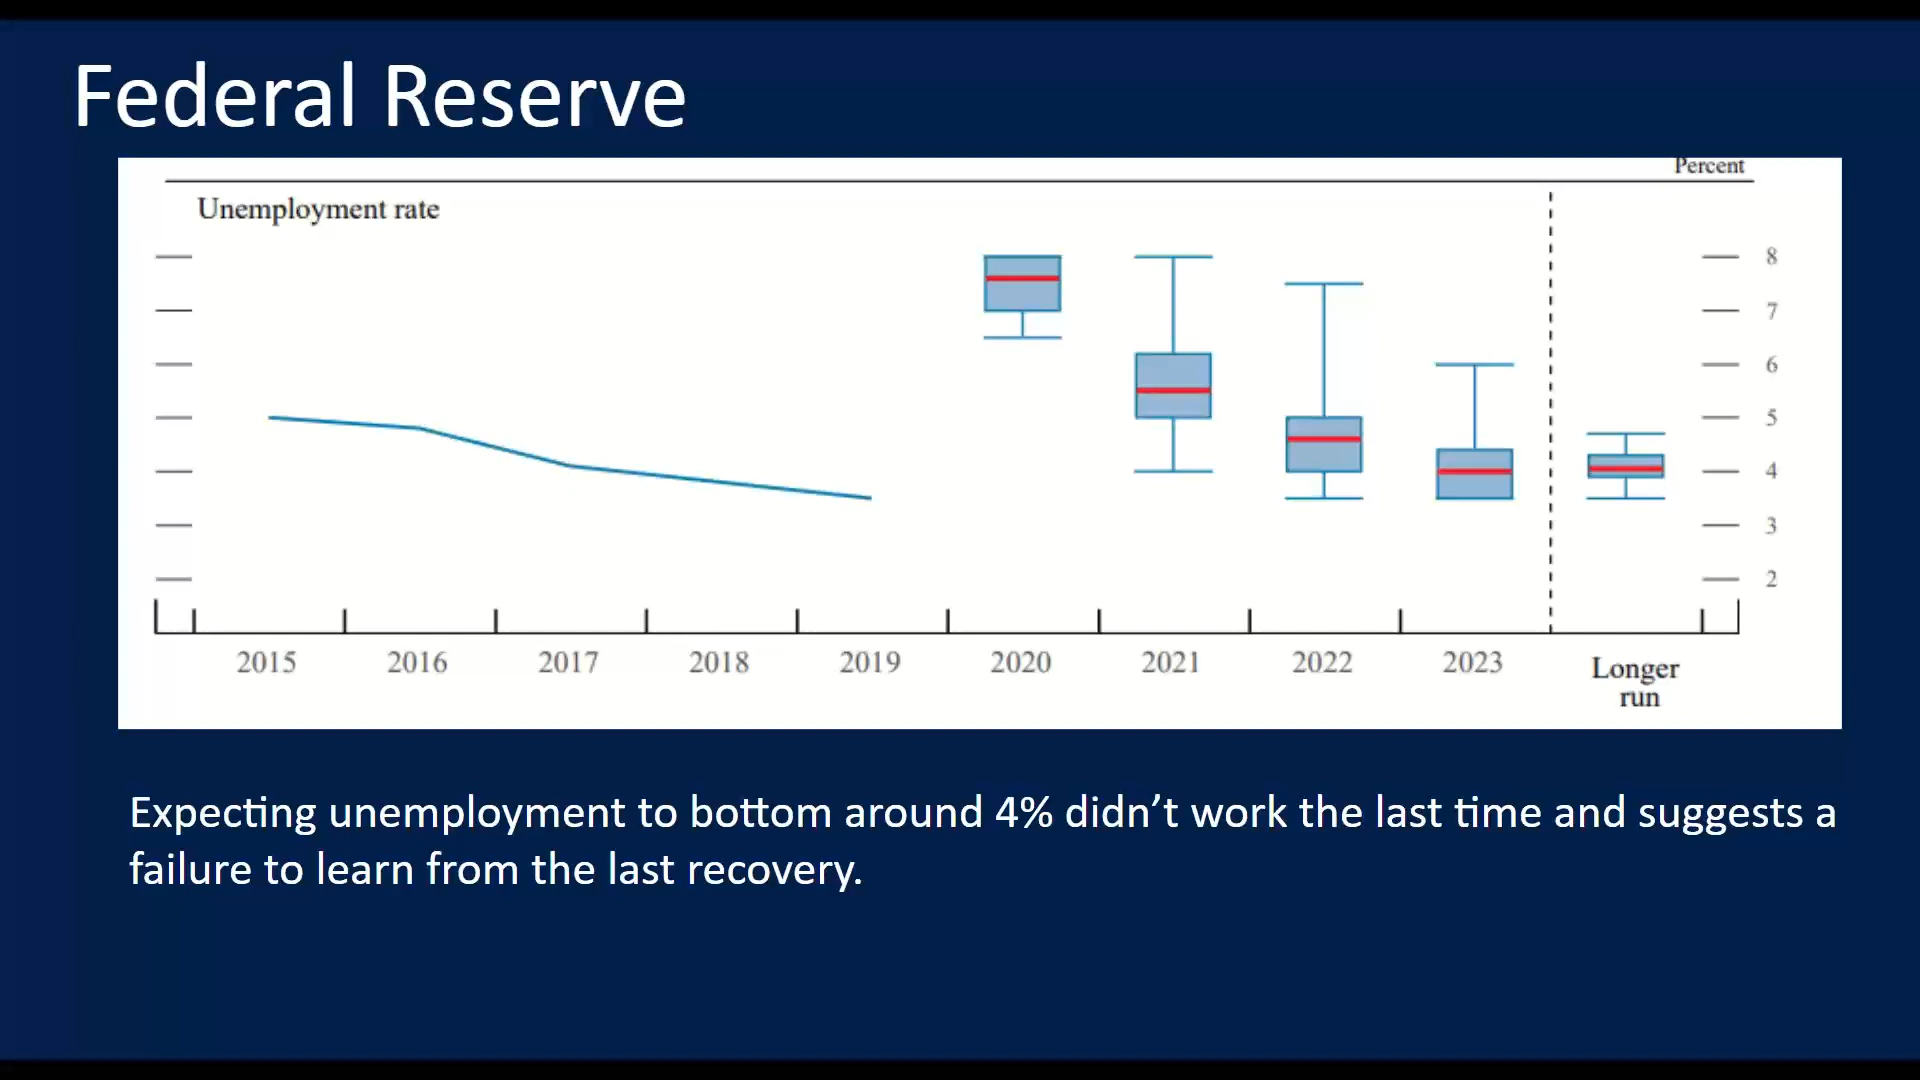 Federal Reserve
Percent
Unemployment rate
8
7
6
5
4
3
2
2015 2016 2017 2018 2019 2020 2021 2022 2023 Longer
run
Expecting unemployment to bottom around 4% didn’t work the last time and suggests a
failure to learn from the last recovery.